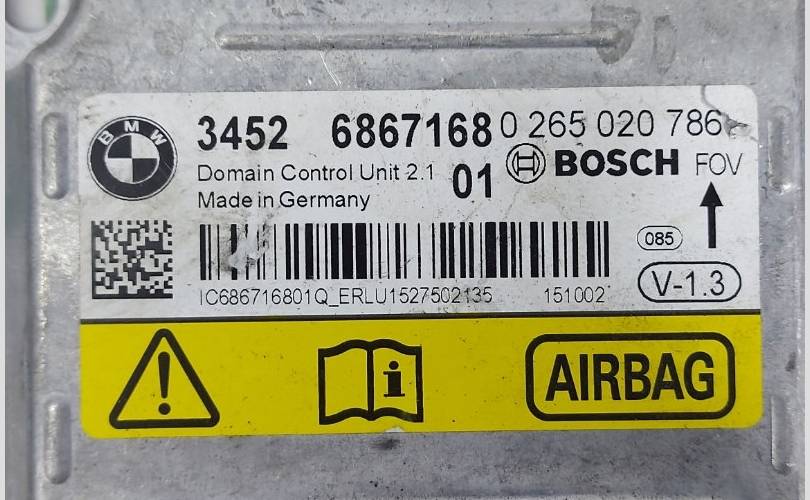 BMW
3452 6867168 0 265 020 786
Domain Control Unit 2.1 01 BOSCH FOV
Made in Germany
085
V-1.3
IC686716801Q_ERLU1527502135 151002
AIRBAG